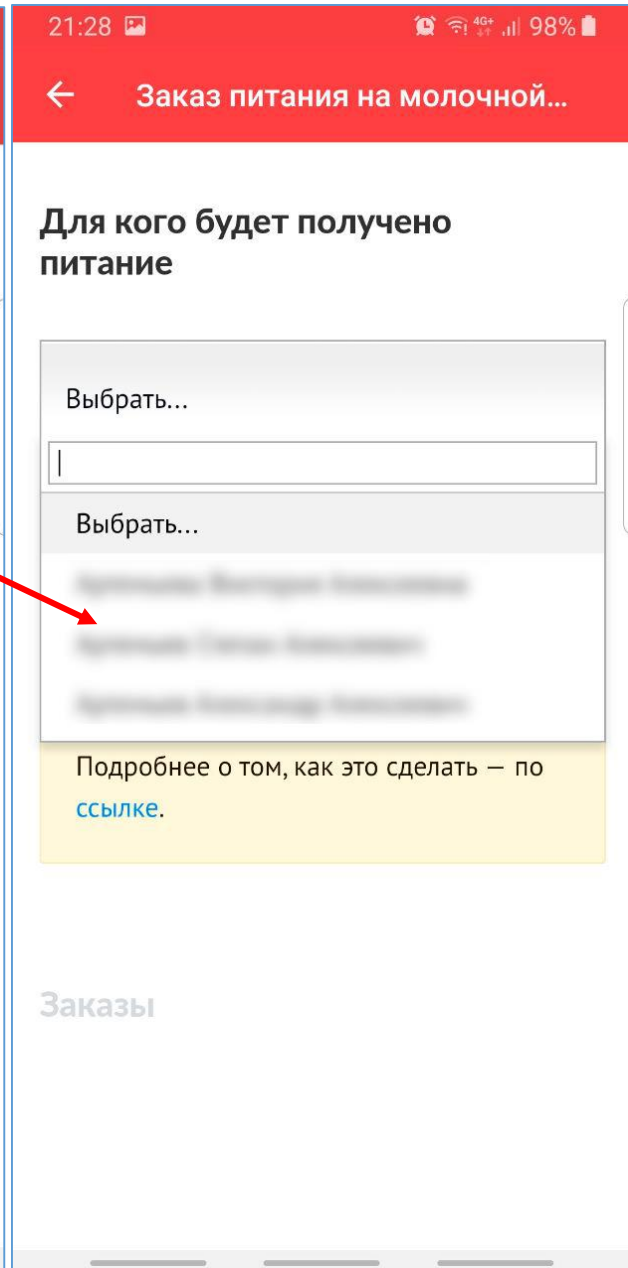 21:28 4G+ 98%
Заказ питания на молочной...
Для кого будет получено
питание
Выбрать...
Выбрать...
Подробнее о том, как это сделать — по
ссылке.
Заказы